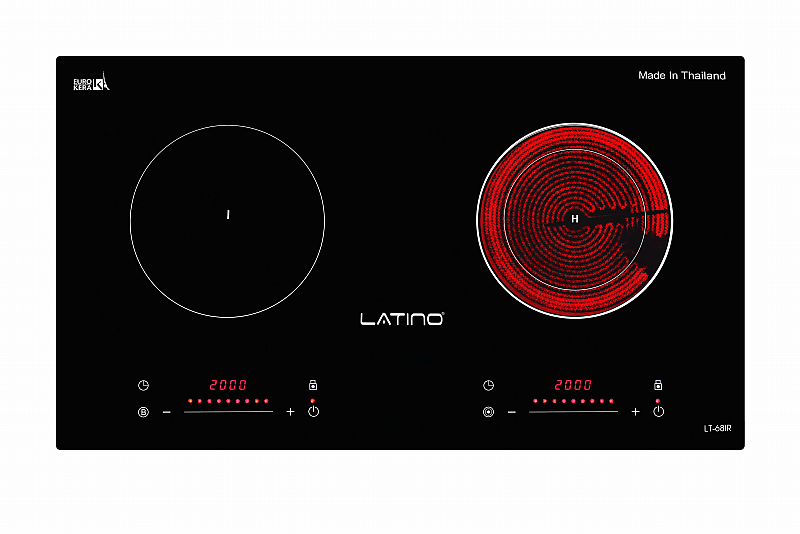 EURO
KERA K
Made In Thailand
I
H
LATINO®
2000
2000
B
LT-68IR